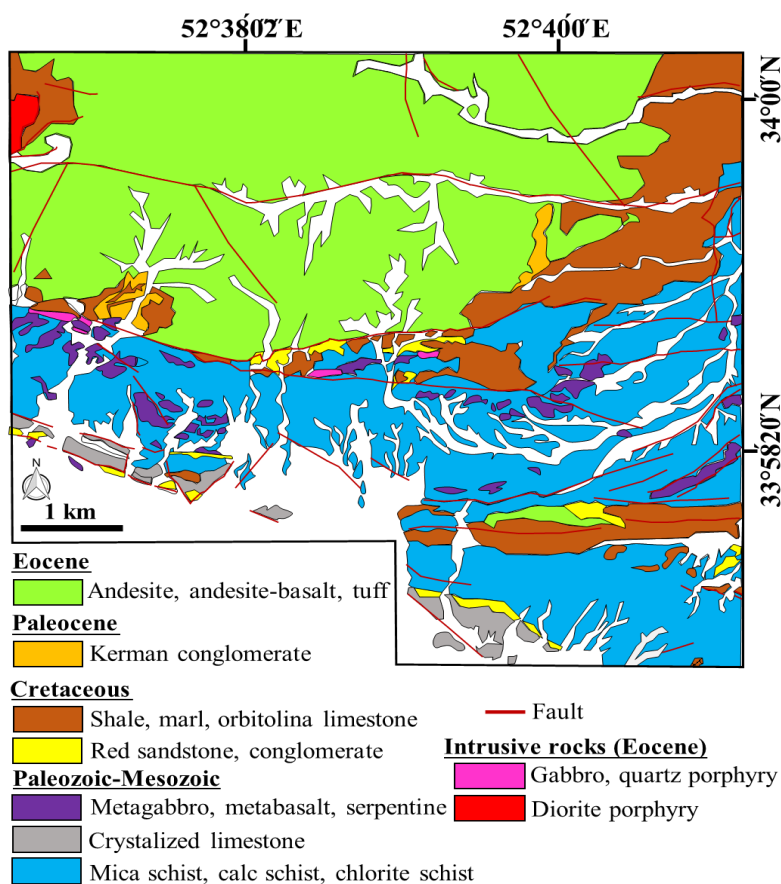 52°38′02″E 52°40′0″E
34°00′N
33°58′20″N
N
1 km
Eocene
Andesite, andesite-basalt, tuff
Paleocene
Kerman conglomerate
Cretaceous
Shale, marl, orbitolina limestone
Red sandstone, conglomerate
Paleozoic-Mesozoic
Metagabbro, metabasalt, serpentine
Crystalized limestone
Mica schist, calc schist, chlorite schist
Fault
Intrusive rocks (Eocene)
Gabbro, quartz porphyry
Diorite porphyry